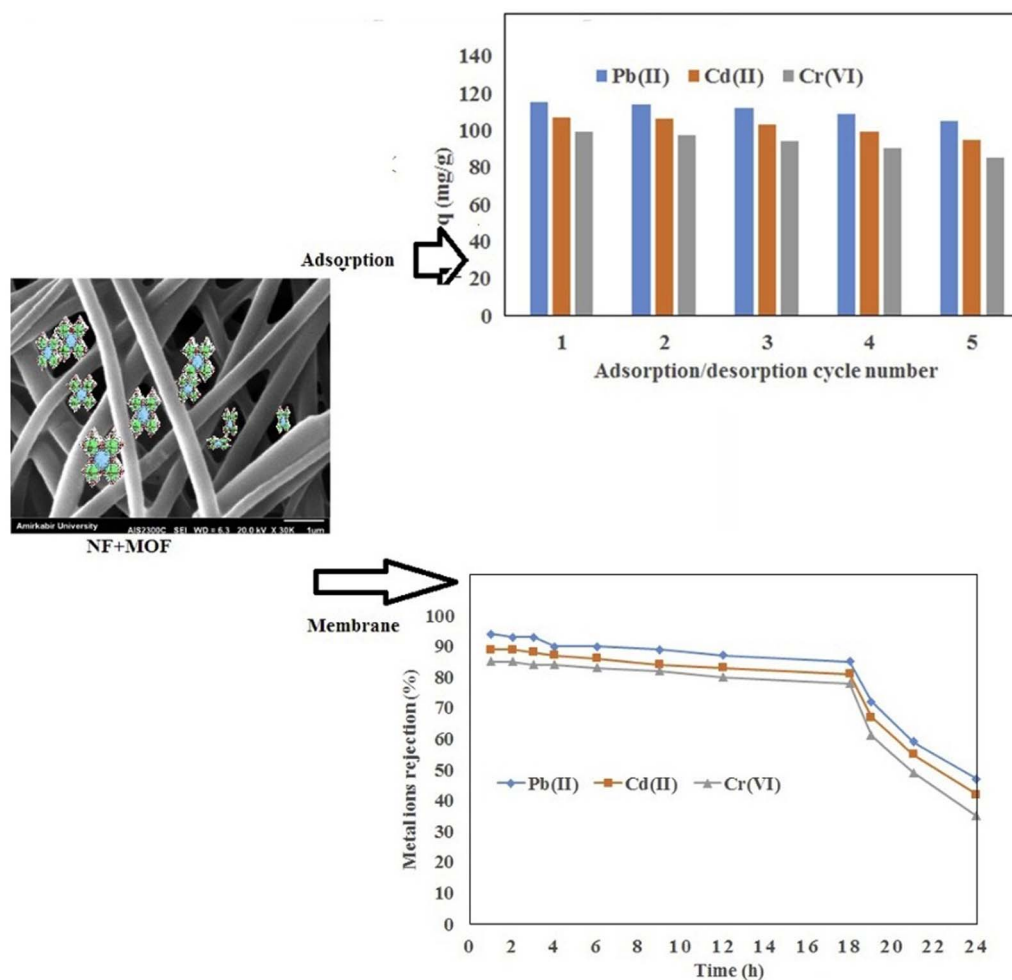 140
120
100
80
60
40
20
0
q (mg/g)
Pb(II) Cd(II) Cr(VI)
1 2 3 4 5
Adsorption/desorption cycle number
Adsorption
Amirkabir University AIS2300C SEI WD = 6.3 20.0 kV X 30K 1um
NF+MOF
Membrane
100
90
80
70
60
50
40
30
20
10
0
Metal ions rejection (%)
Pb(II) Cd(II) Cr(VI)
0 2 4 6 8 10 12 14 16 18 20 22 24
Time (h)